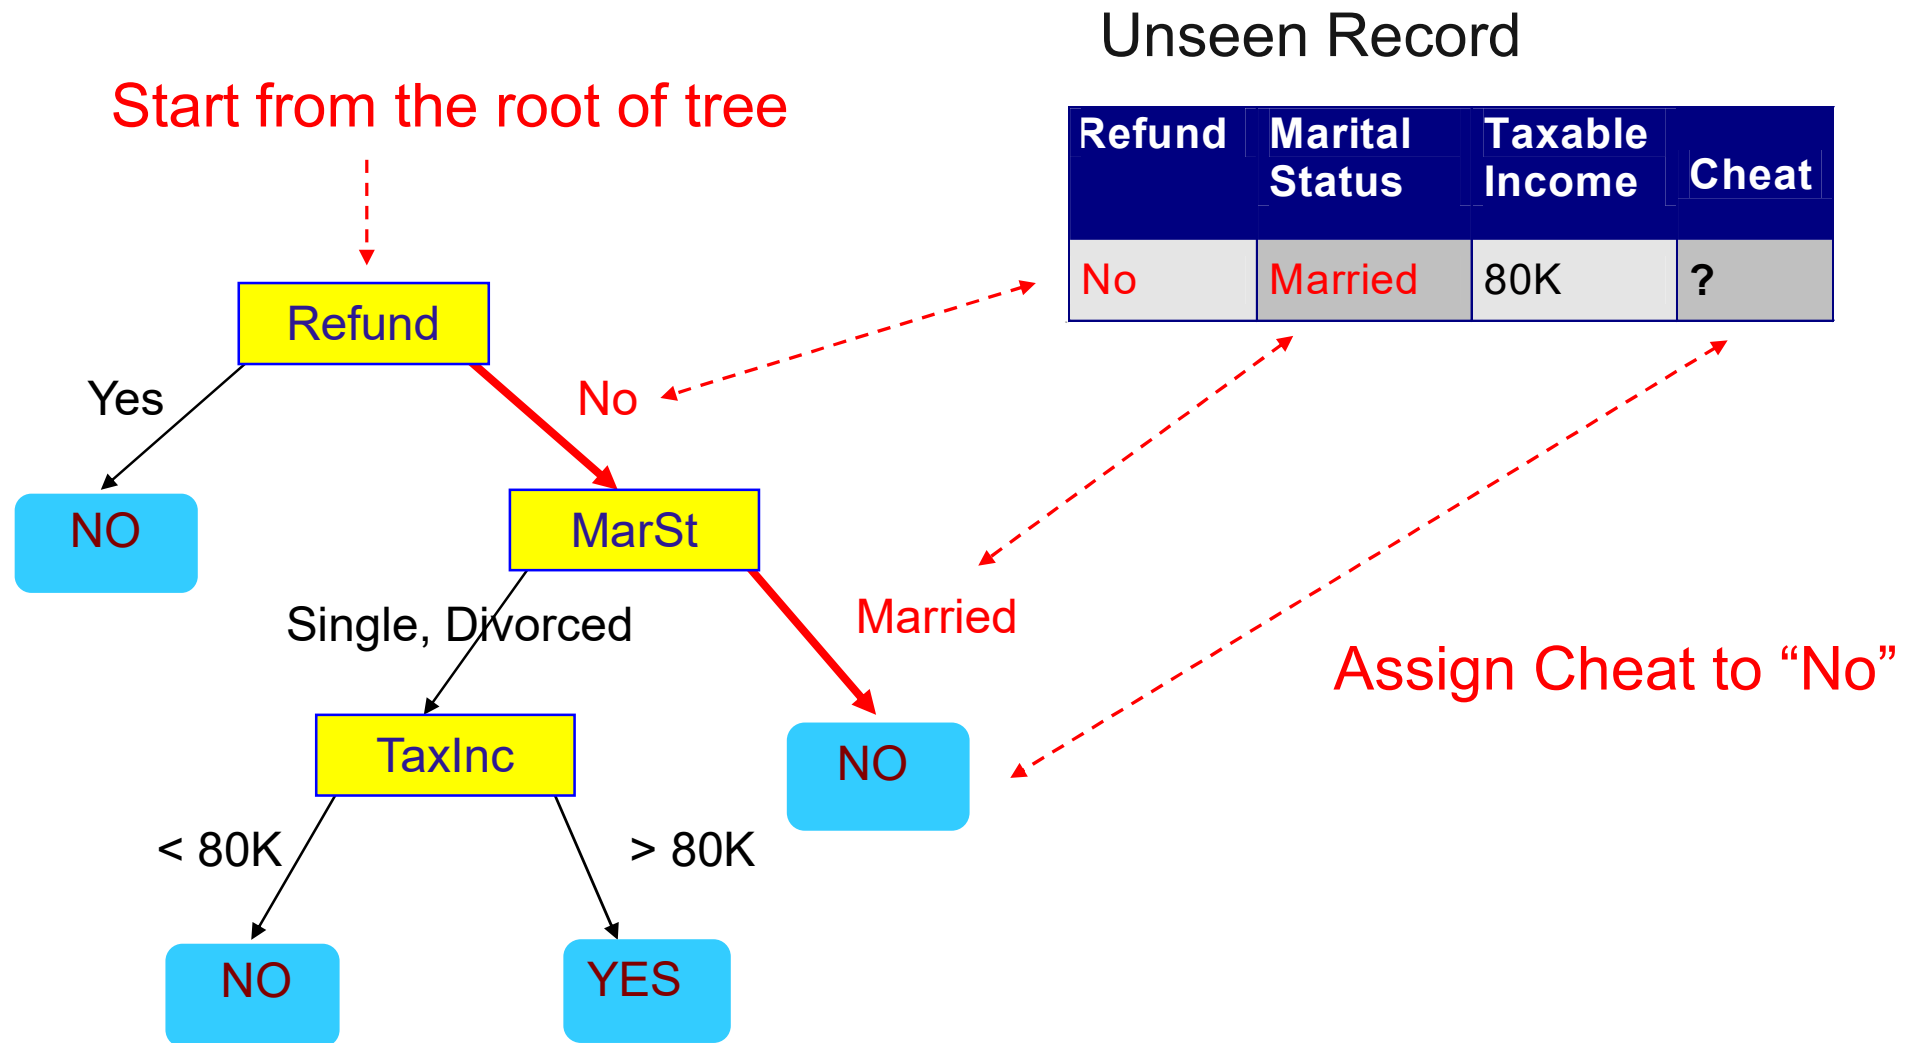 Unseen Record
Start from the root of tree
Refund Marital Status Taxable Income Cheat
No Married 80K ?
Refund
Yes No
NO MarSt
Single, Divorced Married
TaxInc NO
Assign Cheat to “No”
< 80K > 80K
NO YES